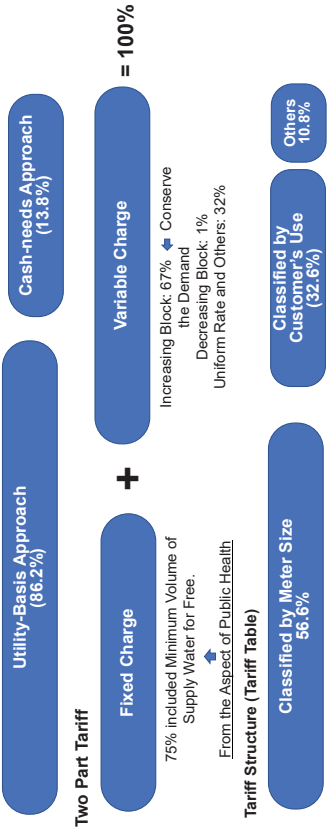 Utility-Basis Approach
(86.2%)
Cash-needs Approach
(13.8%)
Two Part Tariff
Fixed Charge
+
Variable Charge
= 100%
75% included Minimum Volume of
Supply Water for Free.
From the Aspect of Public Health
Increasing Block: 67% Conserve
the Demand
Decreasing Block: 1%
Uniform Rate and Others: 32%
Tariff Structure (Tariff Table)
Classified by Meter Size
56.6%
Classified by
Customer's Use
(32.6%)
Others
10.8%